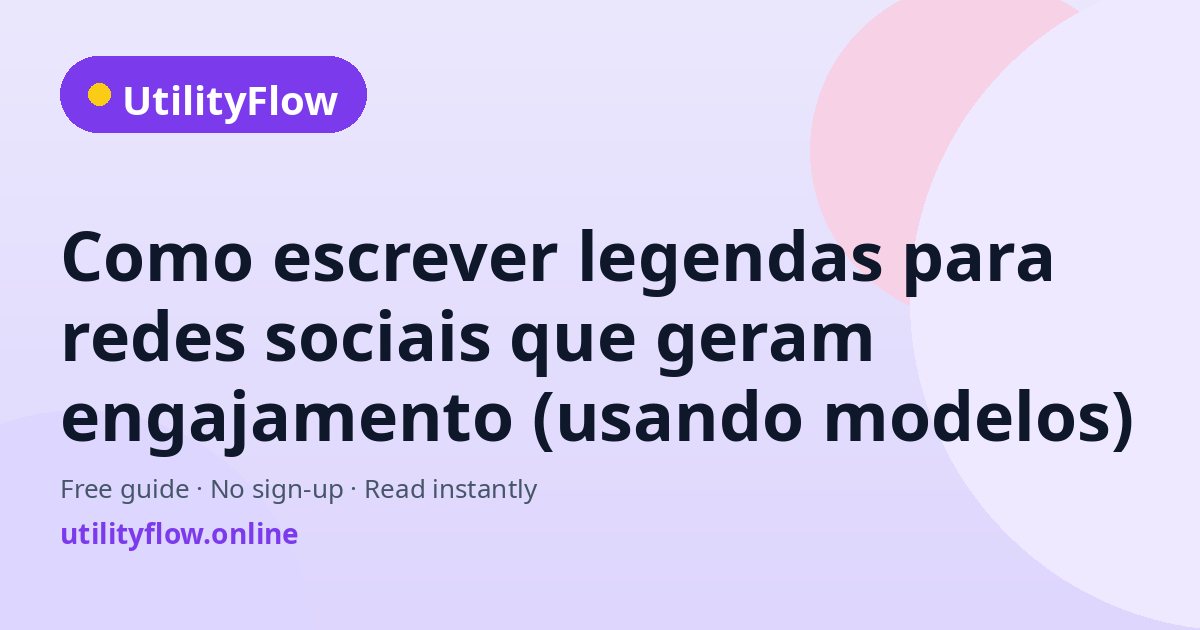 UtilityFlow
Como escrever legendas para
redes sociais que geram
engajamento (usando modelos)
Free guide · No sign-up · Read instantly
utilityflow.online